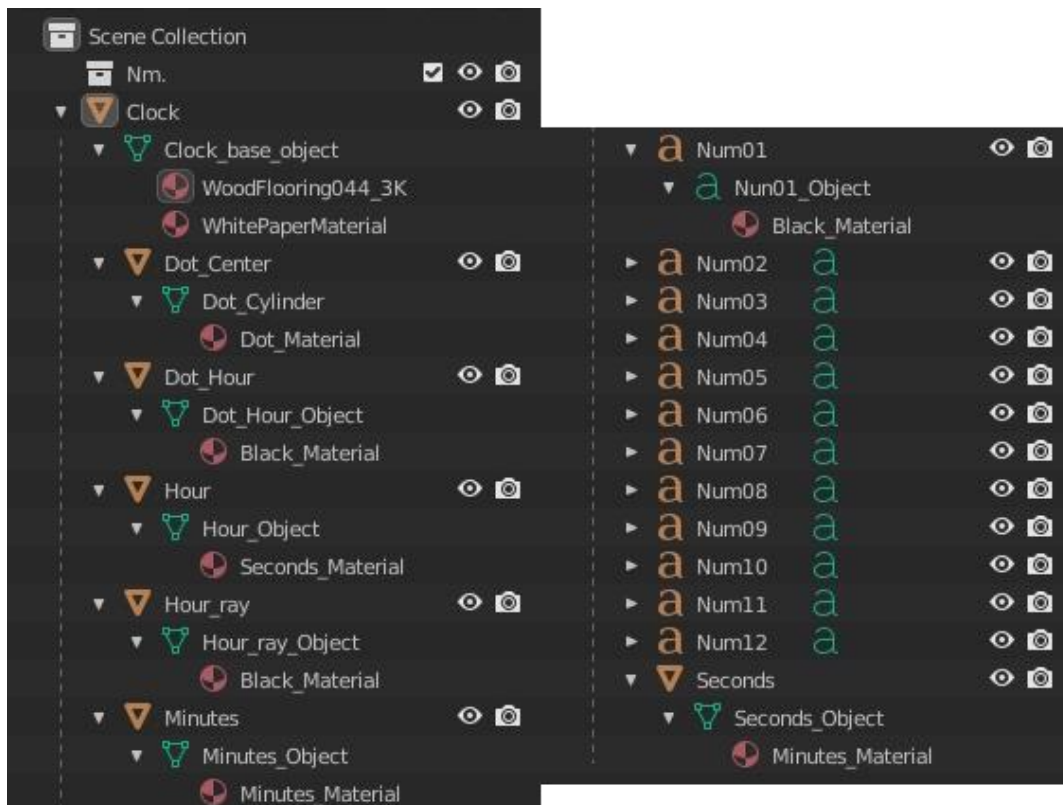 Scene Collection
Nm.
Clock
Clock_base_object
WoodFlooring044_3K
WhitePaperMaterial
Dot_Center
Dot_Cylinder
Dot_Material
Dot_Hour
Dot_Hour_Object
Black_Material
Hour
Hour_Object
Seconds_Material
Hour_ray
Hour_ray_Object
Black_Material
Minutes
Minutes_Object
Minutes_Material
Num01
Nun01_Object
Black_Material
Num02
Num03
Num04
Num05
Num06
Num07
Num08
Num09
Num10
Num11
Num12
Seconds
Seconds_Object
Minutes_Material